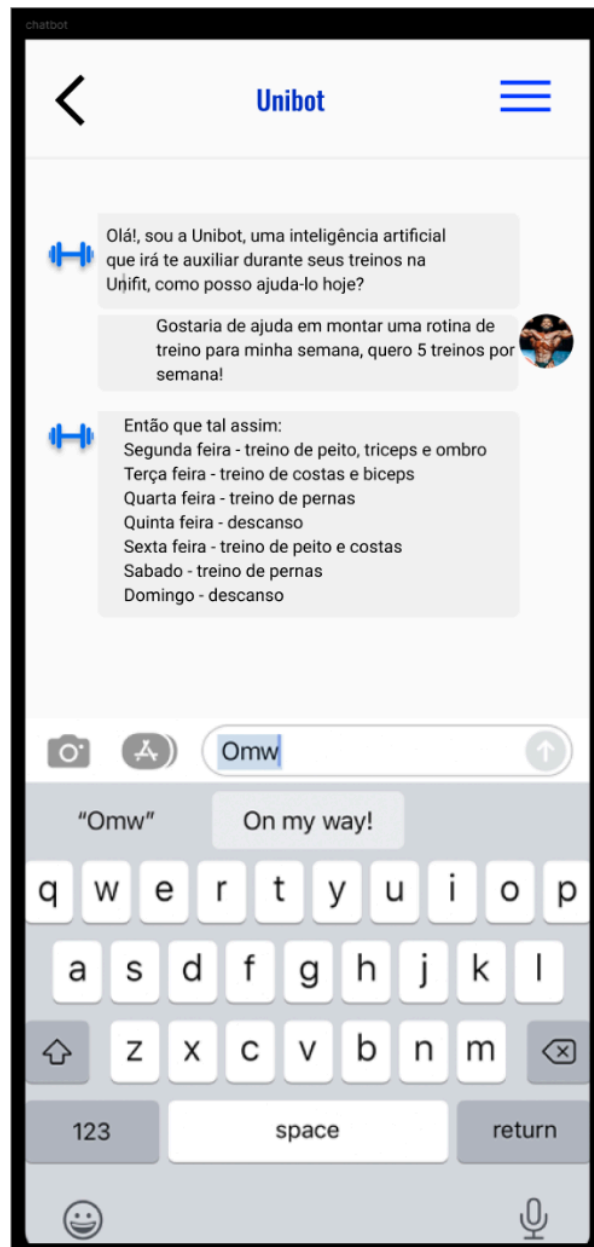 chatbot
Unibot
Olá!, sou a Unibot, uma inteligência artificial
que irá te auxiliar durante seus treinos na
Unifit, como posso ajuda-lo hoje?
Gostaria de ajuda em montar uma rotina de
treino para minha semana, quero 5 treinos por
semana!
Então que tal assim:
Segunda feira - treino de peito, triceps e ombro
Terça feira - treino de costas e biceps
Quarta feira - treino de pernas
Quinta feira - descanso
Sexta feira - treino de peito e costas
Sabado - treino de pernas
Domingo - descanso
Omw
“Omw” On my way!
q w e r t y u i o p
a s d f g h j k l
z x c v b n m
123 space return